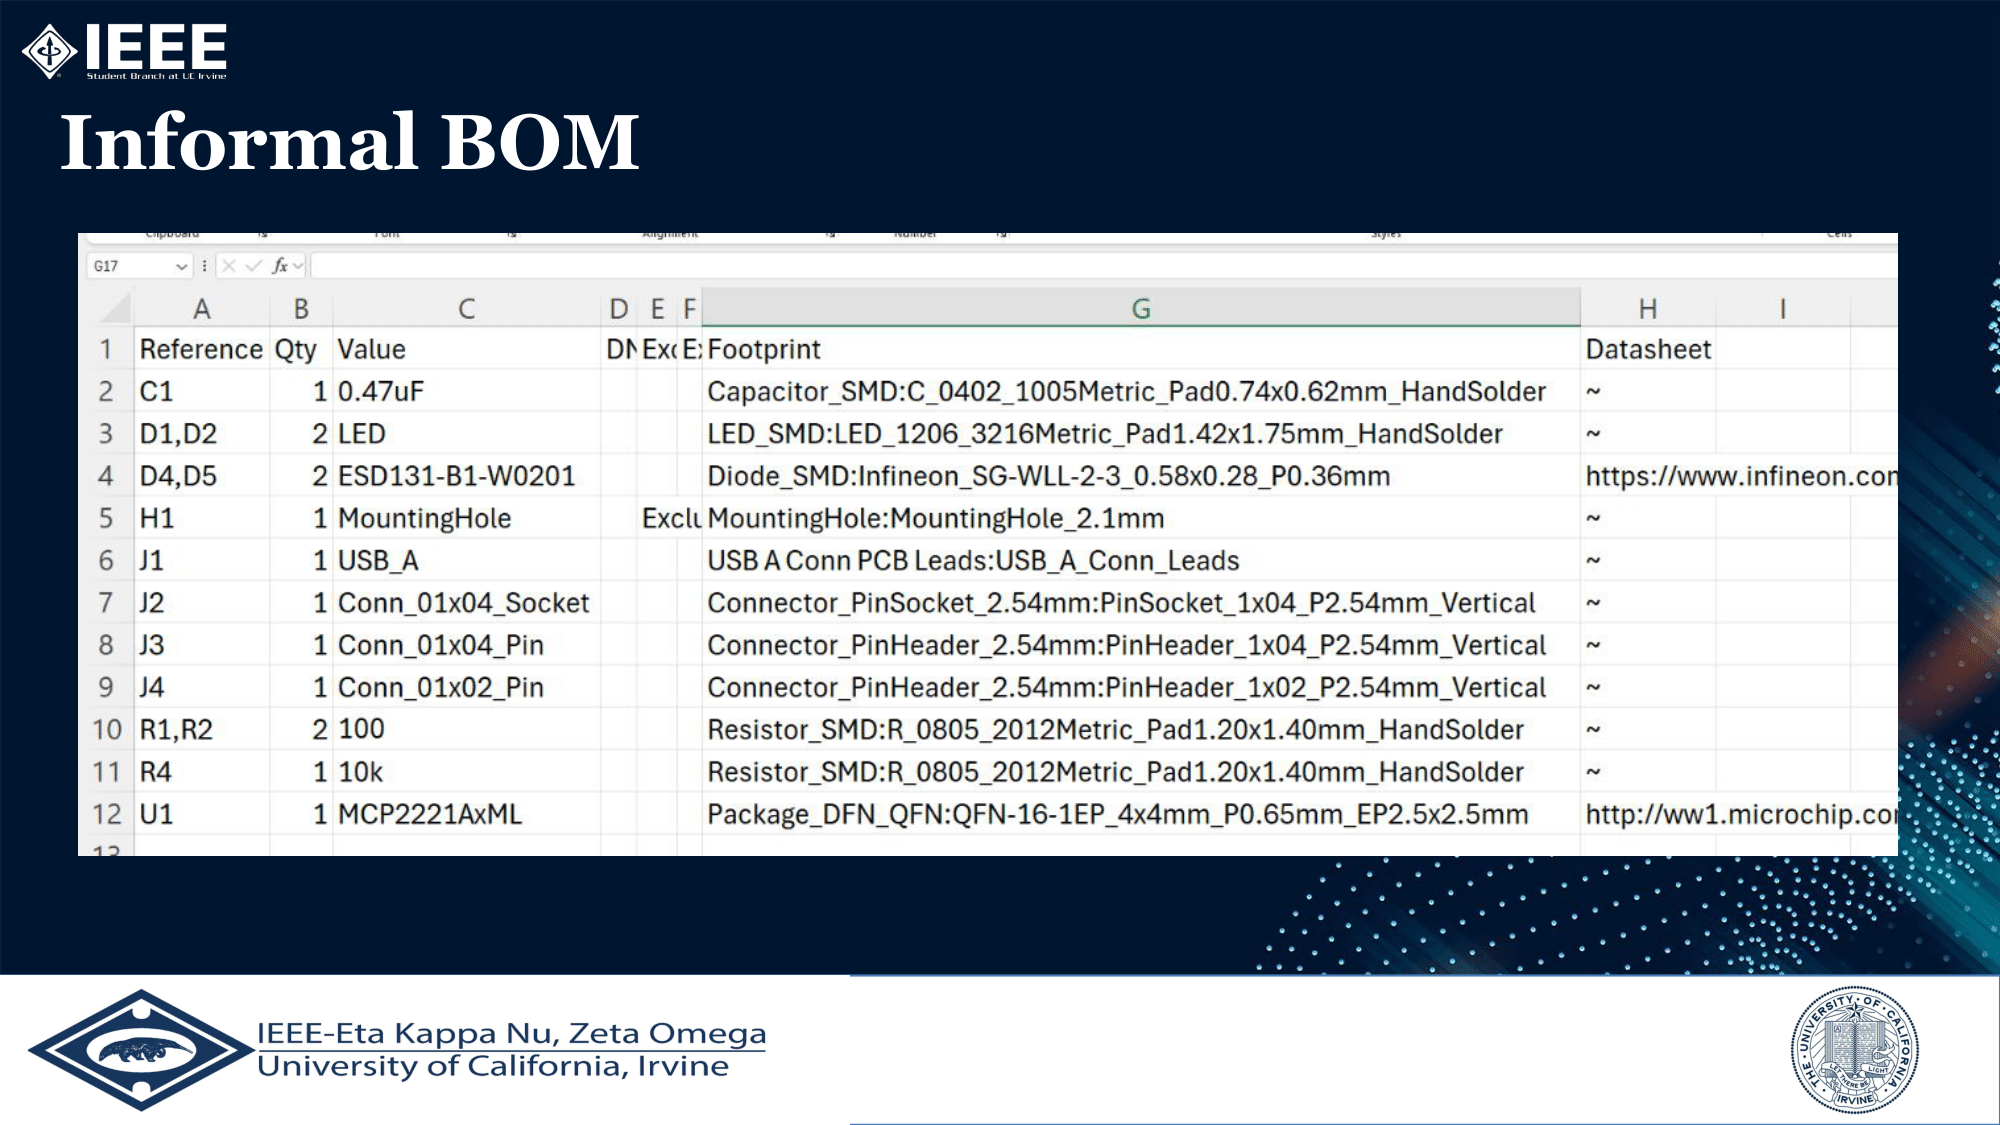 IEEE
Student Branch at UC Irvine
Informal BOM
Clipboard Font Alignment Number Styles Cells
G17 fx
A B C D E F G H I
1 Reference Qty Value DN Exc Ex Footprint Datasheet
2 C1 1 0.47uF Capacitor_SMD:C_0402_1005Metric_Pad0.74x0.62mm_HandSolder ~
3 D1,D2 2 LED LED_SMD:LED_1206_3216Metric_Pad1.42x1.75mm_HandSolder ~
4 D4,D5 2 ESD131-B1-W0201 Diode_SMD:Infineon_SG-WLL-2-3_0.58x0.28_P0.36mm https://www.infineon.con
5 H1 1 MountingHole Exclu MountingHole:MountingHole_2.1mm ~
6 J1 1 USB_A USB A Conn PCB Leads:USB_A_Conn_Leads ~
7 J2 1 Conn_01x04_Socket Connector_PinSocket_2.54mm:PinSocket_1x04_P2.54mm_Vertical ~
8 J3 1 Conn_01x04_Pin Connector_PinHeader_2.54mm:PinHeader_1x04_P2.54mm_Vertical ~
9 J4 1 Conn_01x02_Pin Connector_PinHeader_2.54mm:PinHeader_1x02_P2.54mm_Vertical ~
10 R1,R2 2 100 Resistor_SMD:R_0805_2012Metric_Pad1.20x1.40mm_HandSolder ~
11 R4 1 10k Resistor_SMD:R_0805_2012Metric_Pad1.20x1.40mm_HandSolder ~
12 U1 1 MCP2221AxML Package_DFN_QFN:QFN-16-1EP_4x4mm_P0.65mm_EP2.5x2.5mm http://ww1.microchip.cor
13
IEEE-Eta Kappa Nu, Zeta Omega
University of California, Irvine
THE UNIVERSITY OF CALIFORNIA
LET THERE BE LIGHT
IRVINE